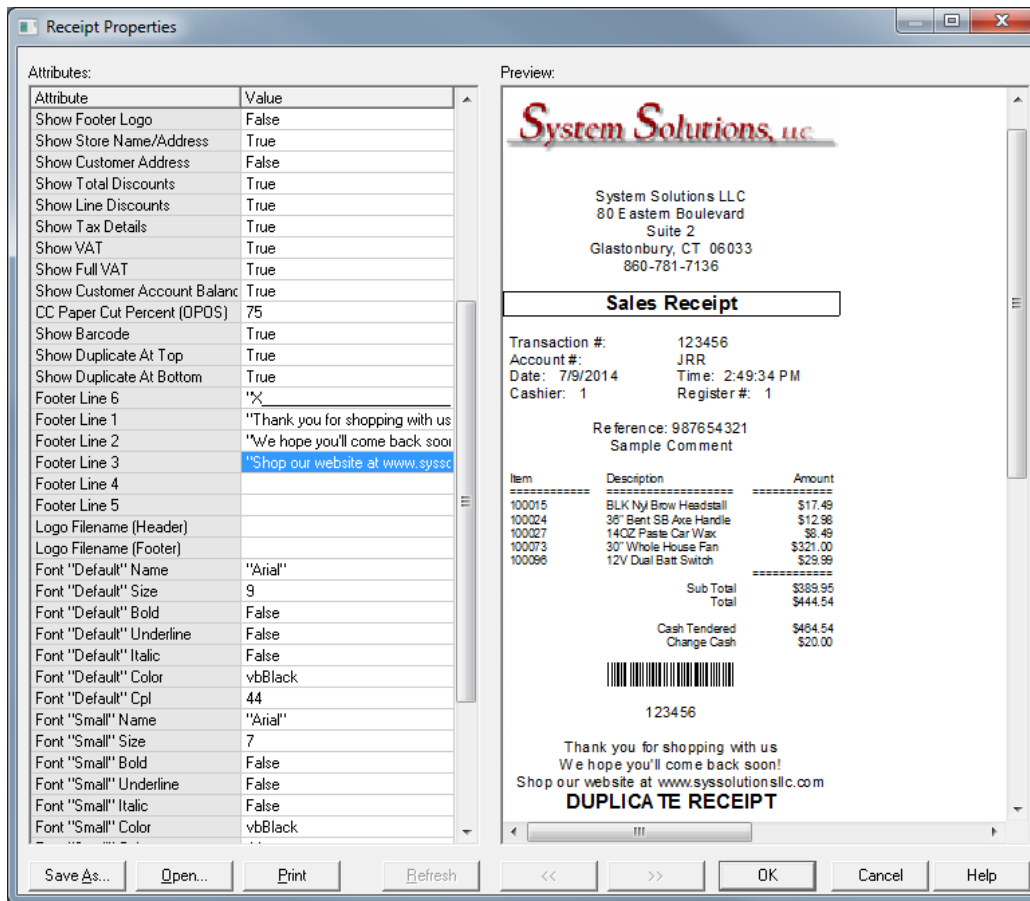 Receipt Properties
Attributes:
Attribute Value
Show Footer Logo False
Show Store Name/Address True
Show Customer Address False
Show Total Discounts True
Show Line Discounts True
Show Tax Details True
Show VAT True
Show Full VAT True
Show Customer Account Balanc True
CC Paper Cut Percent (OPOS) 75
Show Barcode True
Show Duplicate At Top True
Show Duplicate At Bottom True
Footer Line 6 "X____________________
Footer Line 1 "Thank you for shopping with us
Footer Line 2 "We hope you'll come back soon
Footer Line 3 "Shop our website at www.syssc
Footer Line 4
Footer Line 5
Logo Filename (Header)
Logo Filename (Footer)
Font "Default" Name "Arial"
Font "Default" Size 9
Font "Default" Bold False
Font "Default" Underline False
Font "Default" Italic False
Font "Default" Color vbBlack
Font "Default" Cpl 44
Font "Small" Name "Arial"
Font "Small" Size 7
Font "Small" Bold False
Font "Small" Underline False
Font "Small" Italic False
Font "Small" Color vbBlack
Preview:
System Solutions, LLC
System Solutions LLC
80 Eastern Boulevard
Suite 2
Glastonbury, CT 06033
860-781-7136
Sales Receipt
Transaction #: 123456
Account #: JRR
Date: 7/9/2014 Time: 2:49:34 PM
Cashier: 1 Register #: 1
Reference: 987654321
Sample Comment
Item Description Amount
============ =================== ============
100015 BLK Nyl Brow Headstall $17.49
100024 36" Bent SB Axe Handle $12.98
100027 14OZ Paste Car Wax $8.49
100073 30" Whole House Fan $321.00
100096 12V Dual Batt Switch $29.99
============
Sub Total $389.95
Total $444.54
Cash Tendered $464.54
Change Cash $20.00
123456
Thank you for shopping with us
We hope you'll come back soon!
Shop our website at www.syssolutionsllc.com
DUPLICATE RECEIPT
Save As... Open... Print Refresh << >> OK Cancel Help